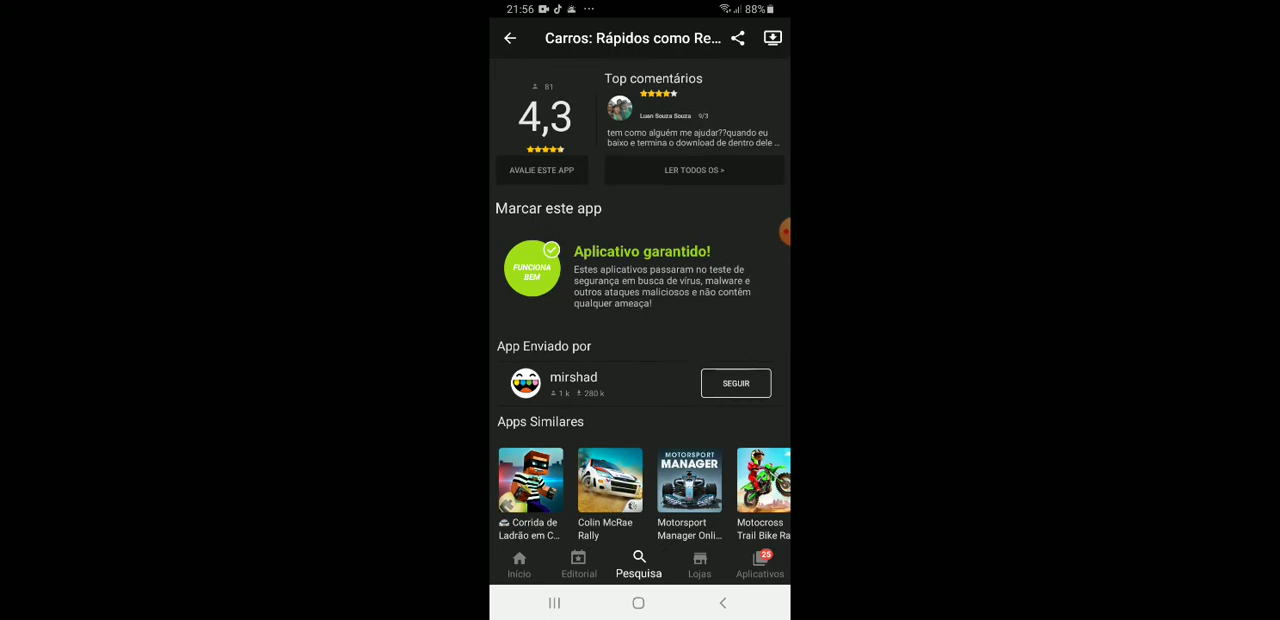 21:56 ... 88%
Carros: Rápidos como Re...
81
4,3
AVALIE ESTE APP
Top comentários
Luan Souza Souza 9/3
tem como alguém me ajudar??quando eu
baixo e termina o download de dentro dele ...
LER TODOS OS >
Marcar este app
FUNCIONA
BEM
Aplicativo garantido!
Estes aplicativos passaram no teste de
segurança em busca de vírus, malware e
outros ataques maliciosos e não contêm
qualquer ameaça!
App Enviado por
mirshad
1 k 280 k
SEGUIR
Apps Similares
MOTORSPORT
MANAGER
🚗 Corrida de
Ladrão em C...
Colin McRae
Rally
Motorsport
Manager Onli...
Motocross
Trail Bike Ra
Início
Editorial
Pesquisa
Lojas
25
Aplicativos